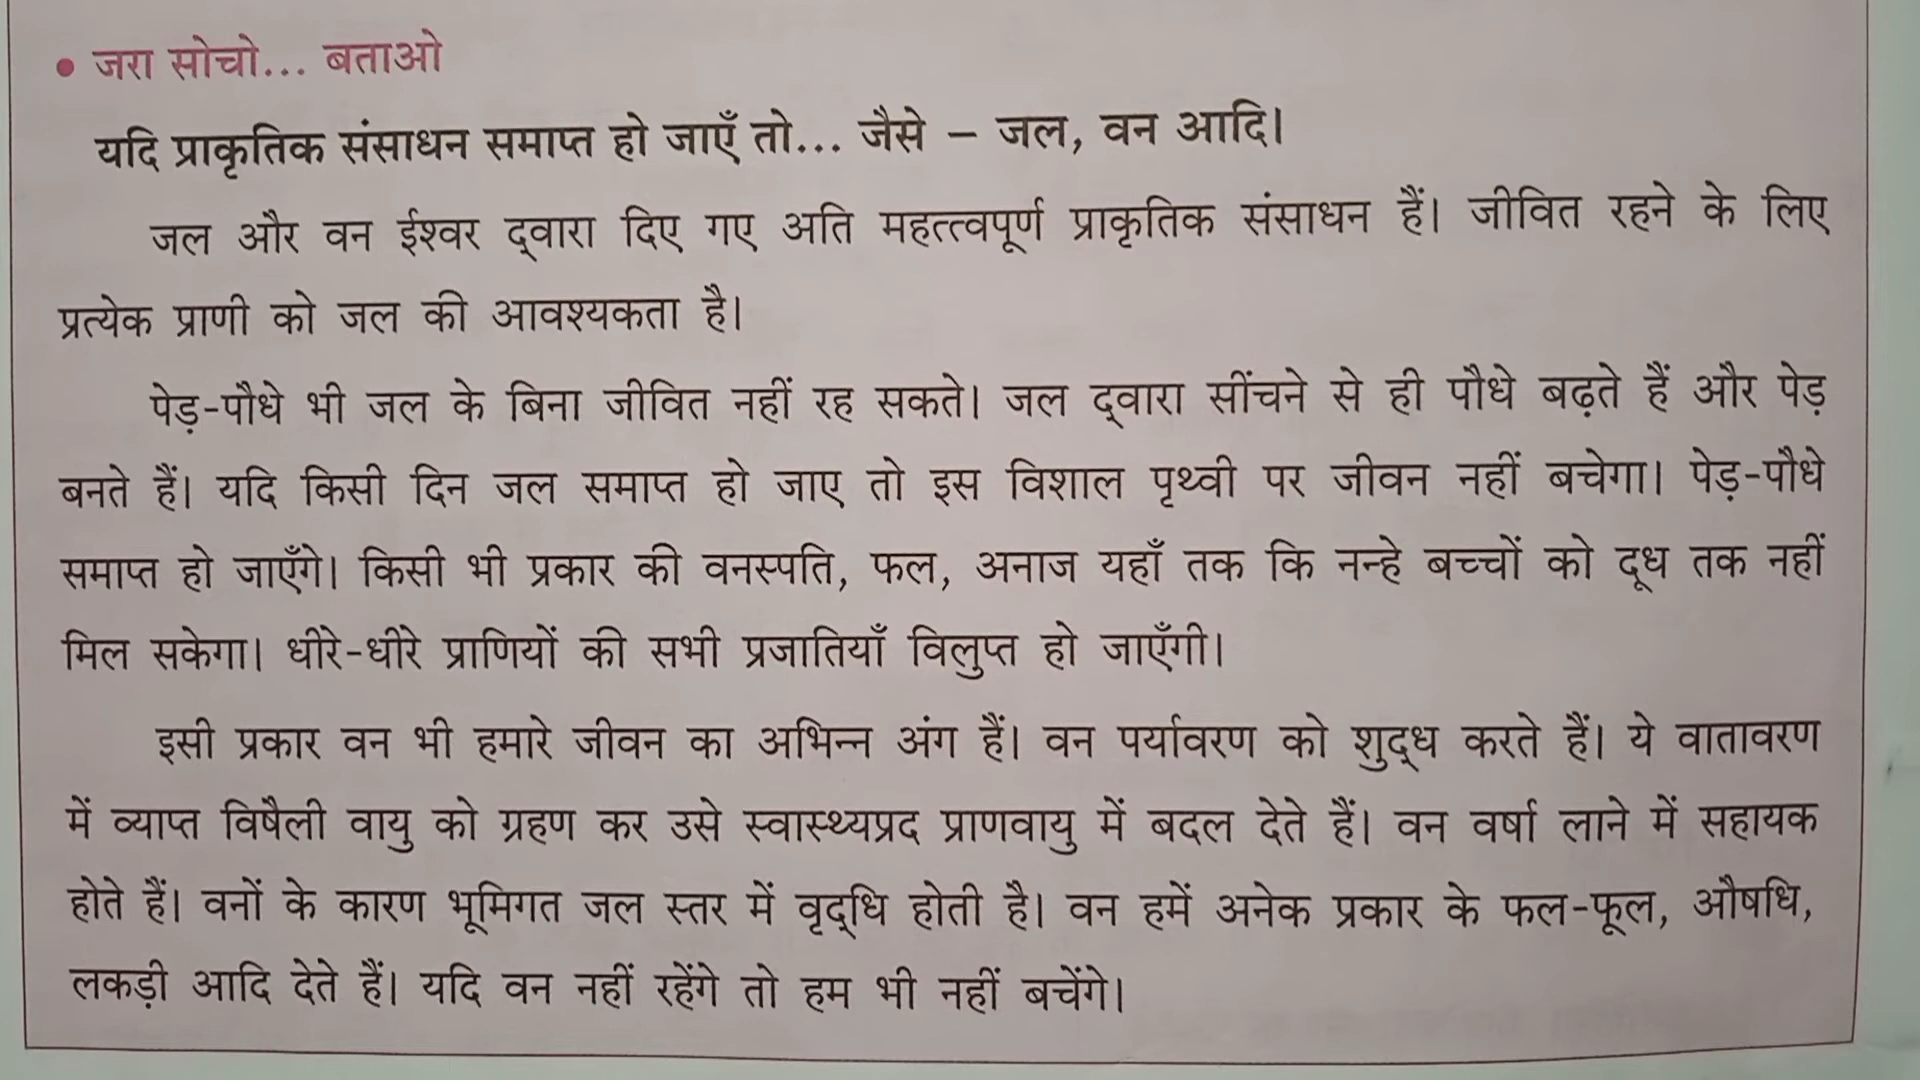 • जरा सोचो... बताओ
यदि प्राकृतिक संसाधन समाप्त हो जाएँ तो... जैसे – जल, वन आदि।
जल और वन ईश्वर द्‌वारा दिए गए अति महत्त्वपूर्ण प्राकृतिक संसाधन हैं। जीवित रहने के लिए
प्रत्येक प्राणी को जल की आवश्यकता है।
पेड़-पौधे भी जल के बिना जीवित नहीं रह सकते। जल द्‌वारा सींचने से ही पौधे बढ़ते हैं और पेड़
बनते हैं। यदि किसी दिन जल समाप्त हो जाए तो इस विशाल पृथ्वी पर जीवन नहीं बचेगा। पेड़-पौधे
समाप्त हो जाएँगे। किसी भी प्रकार की वनस्पति, फल, अनाज यहाँ तक कि नन्हे बच्चों को दूध तक नहीं
मिल सकेगा। धीरे-धीरे प्राणियों की सभी प्रजातियाँ विलुप्त हो जाएँगी।
इसी प्रकार वन भी हमारे जीवन का अभिन्न अंग हैं। वन पर्यावरण को शुद्‌ध करते हैं। ये वातावरण
में व्याप्त विषैली वायु को ग्रहण कर उसे स्वास्थ्यप्रद प्राणवायु में बदल देते हैं। वन वर्षा लाने में सहायक
होते हैं। वनों के कारण भूमिगत जल स्तर में वृद्‌धि होती है। वन हमें अनेक प्रकार के फल-फूल, औषधि,
लकड़ी आदि देते हैं। यदि वन नहीं रहेंगे तो हम भी नहीं बचेंगे।